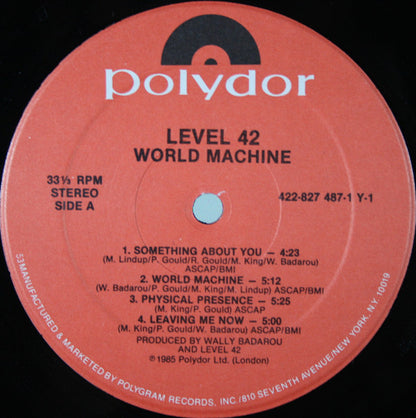 polydor
LEVEL 42
WORLD MACHINE
33⅓ RPM
STEREO
SIDE A
422-827 487-1 Y-1
1. SOMETHING ABOUT YOU — 4:23
(M. Lindup/P. Gould/R. Gould/M. King/W. Badarou)
ASCAP/BMI
2. WORLD MACHINE — 5:12
(W. Badarou/P. Gould/M. King/M. Lindup) ASCAP/BMI
3. PHYSICAL PRESENCE — 5:25
(M. King/P. Gould) ASCAP
4. LEAVING ME NOW — 5:00
(M. King/P. Gould/W. Badarou) ASCAP/BMI
PRODUCED BY WALLY BADAROU
AND LEVEL 42
℗1985 Polydor Ltd. (London)
53 MANUFACTURED & MARKETED BY POLYGRAM RECORDS, INC/810 SEVENTH AVENUE/NEW YORK, N.Y. 10019